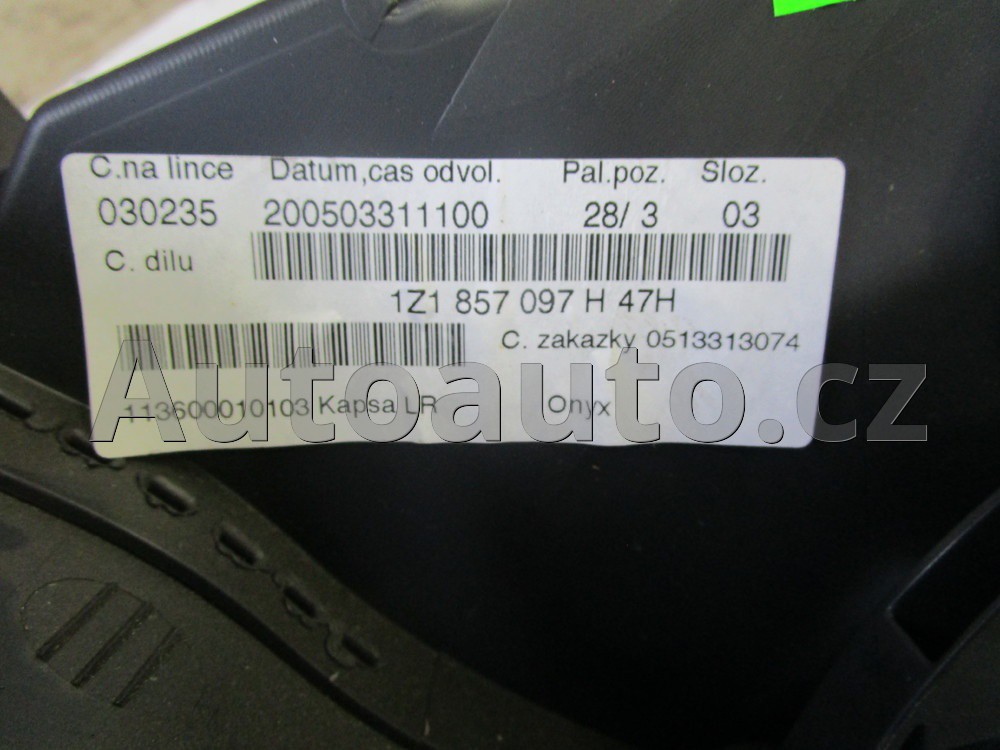 C.na lince Datum,cas odvol. Pal.poz. Sloz.
030235 200503311100 28/ 3 03
C. dilu
1Z1 857 097 H 47H
C. zakazky 0513313074
113600010103 Kapsa LR Onyx
Autoauto.cz